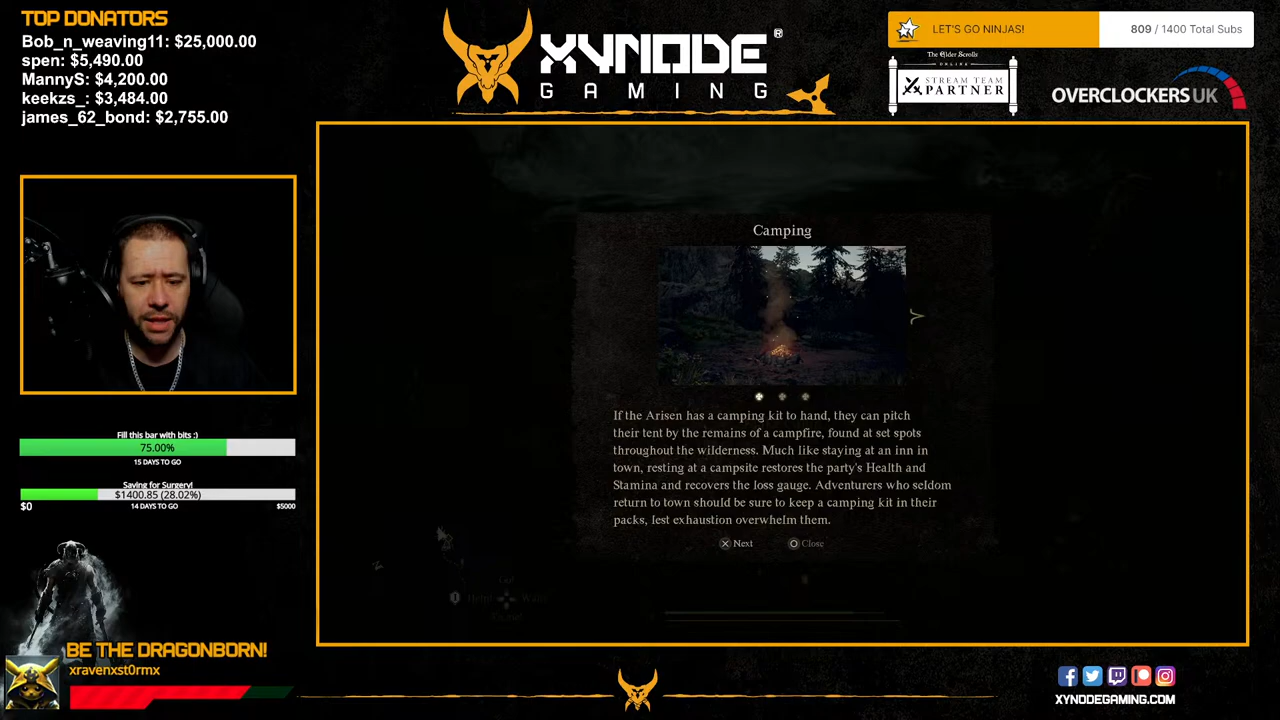 TOP DONATORS
Bob_n_weaving11: $25,000.00
spen: $5,490.00
MannyS: $4,200.00
keekzs_: $3,484.00
james_62_bond: $2,755.00
XYNODE®
GAMING
LET'S GO NINJAS!
809 / 1400 Total Subs
The Elder Scrolls
ONLINE
STREAM TEAM
PARTNER
OVERCLOCKERS UK
Camping
If the Arisen has a camping kit to hand, they can pitch
their tent by the remains of a campfire, found at set spots
throughout the wilderness. Much like staying at an inn in
town, resting at a campsite restores the party's Health and
Stamina and recovers the loss gauge. Adventurers who seldom
return to town should be sure to keep a camping kit in their
packs, lest exhaustion overwhelm them.
Next
Close
Go!
Help!
Wait!
Fill this bar with bits :)
75.00%
15 DAYS TO GO
Saving for Surgery!
$1400.85 (28.02%)
$0
14 DAYS TO GO
$5000
BE THE DRAGONBORN!
xravenxst0rmx
XYNODEGAMING.COM